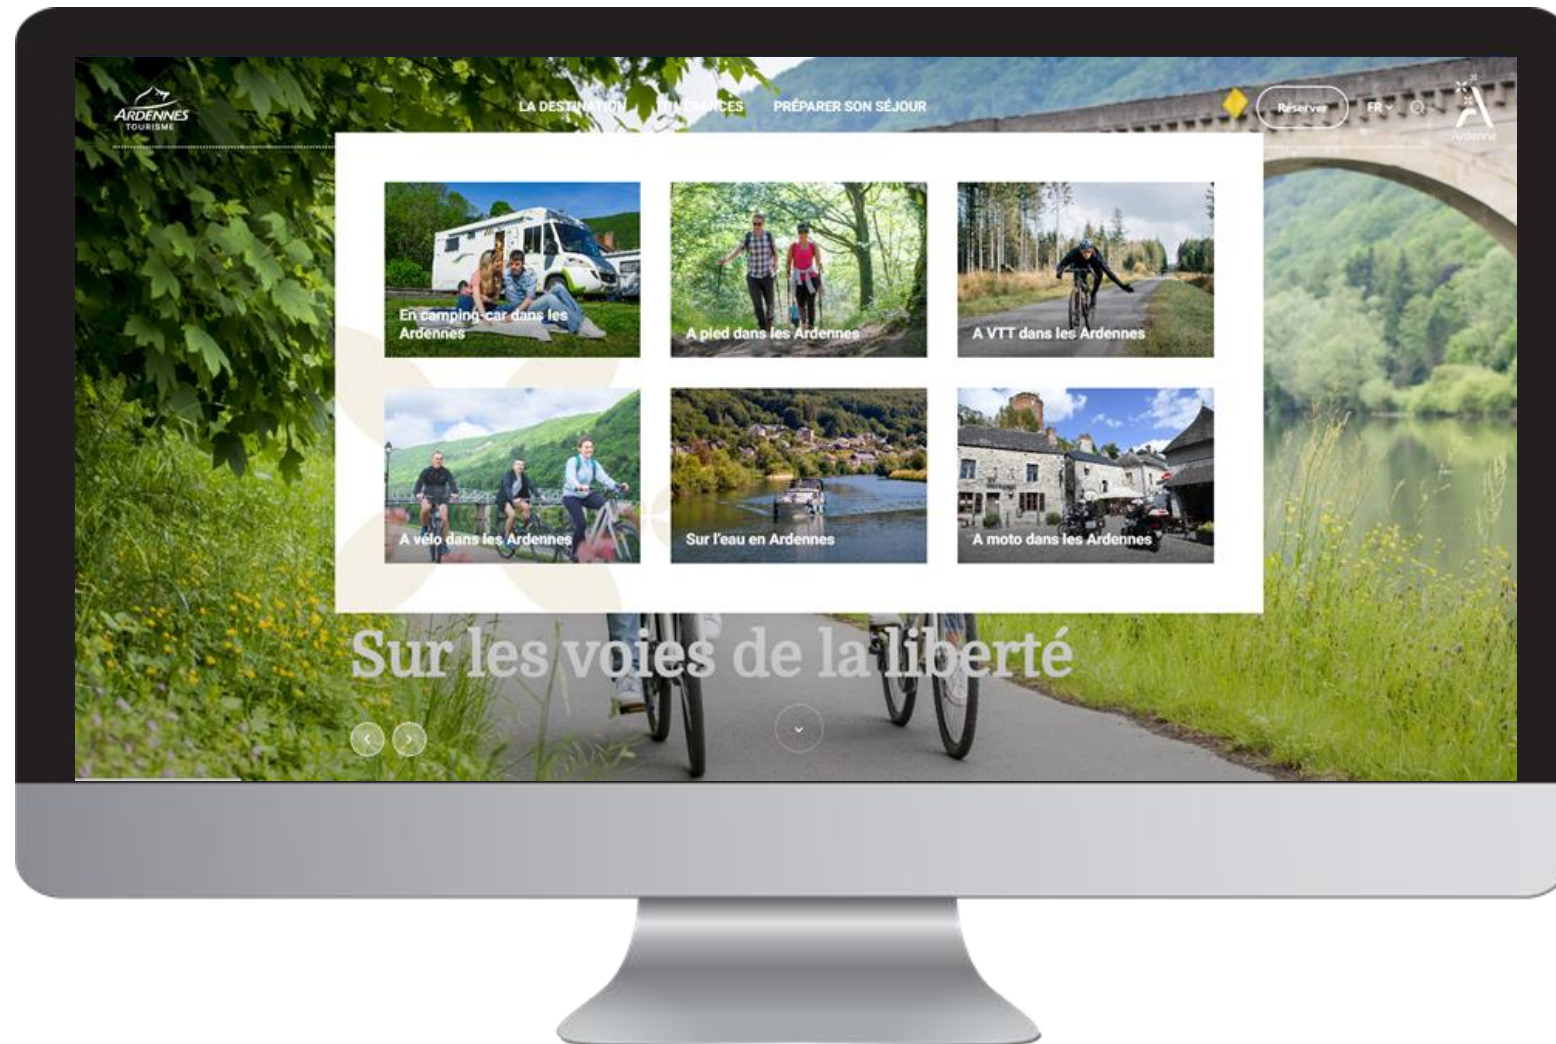 ARDENNES
TOURISME
LA DESTINATION
ITINÉRANCES
PRÉPARER SON SÉJOUR
Réserver
FR
Ardenne
En camping-car dans les
Ardennes
A pied dans les Ardennes
A VTT dans les Ardennes
A vélo dans les Ardennes
Sur l'eau en Ardennes
A moto dans les Ardennes
Sur les voies de la liberté